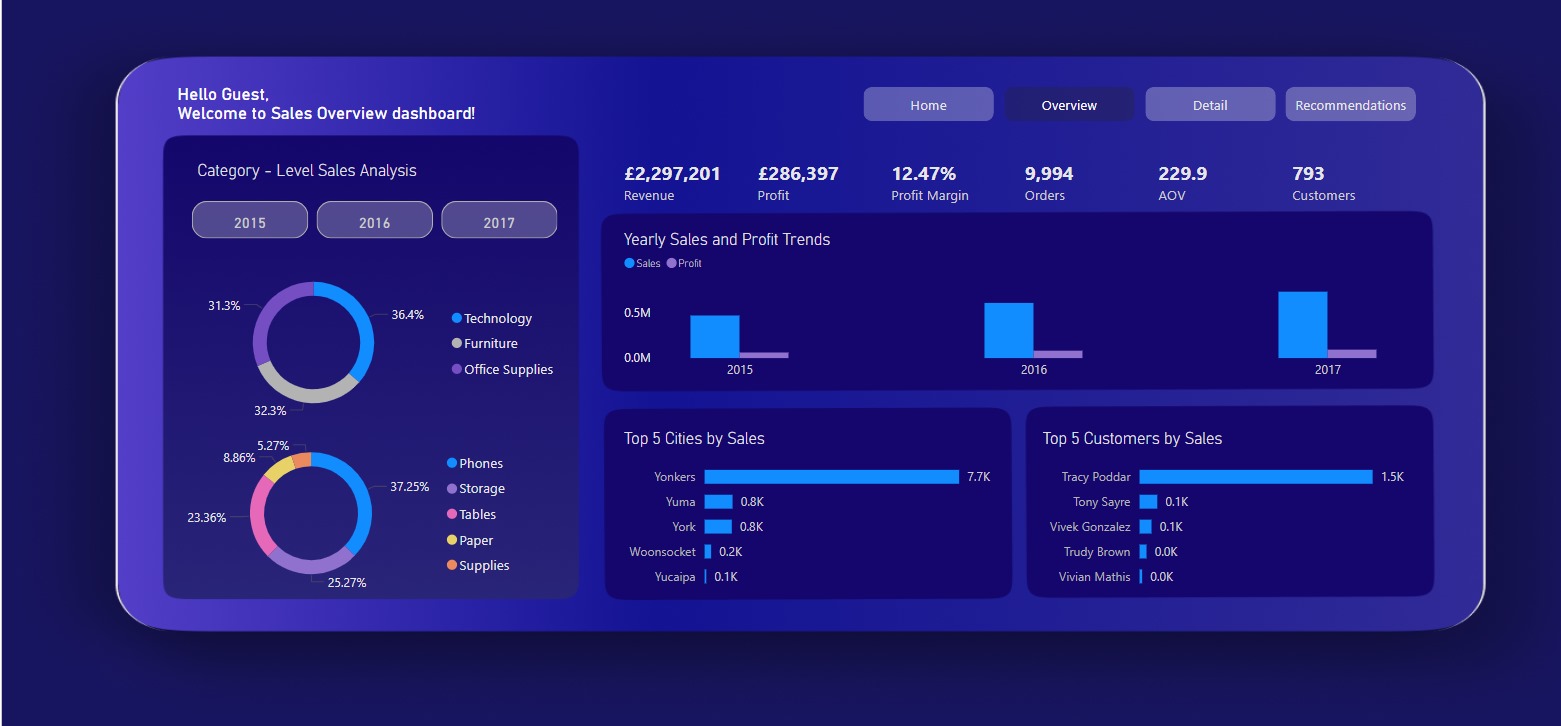 Hello Guest,
Welcome to Sales Overview dashboard!
Home
Overview
Detail
Recommendations
Category - Level Sales Analysis
2015
2016
2017
31.3%
36.4%
32.3%
Technology
Furniture
Office Supplies
5.27%
8.86%
37.25%
23.36%
25.27%
Phones
Storage
Tables
Paper
Supplies
£2,297,201
Revenue
£286,397
Profit
12.47%
Profit Margin
9,994
Orders
229.9
AOV
793
Customers
Yearly Sales and Profit Trends
Sales
Profit
0.5M
0.0M
2015
2016
2017
Top 5 Cities by Sales
Yonkers 7.7K
Yuma 0.8K
York 0.8K
Woonsocket 0.2K
Yucaipa 0.1K
Top 5 Customers by Sales
Tracy Poddar 1.5K
Tony Sayre 0.1K
Vivek Gonzalez 0.1K
Trudy Brown 0.0K
Vivian Mathis 0.0K